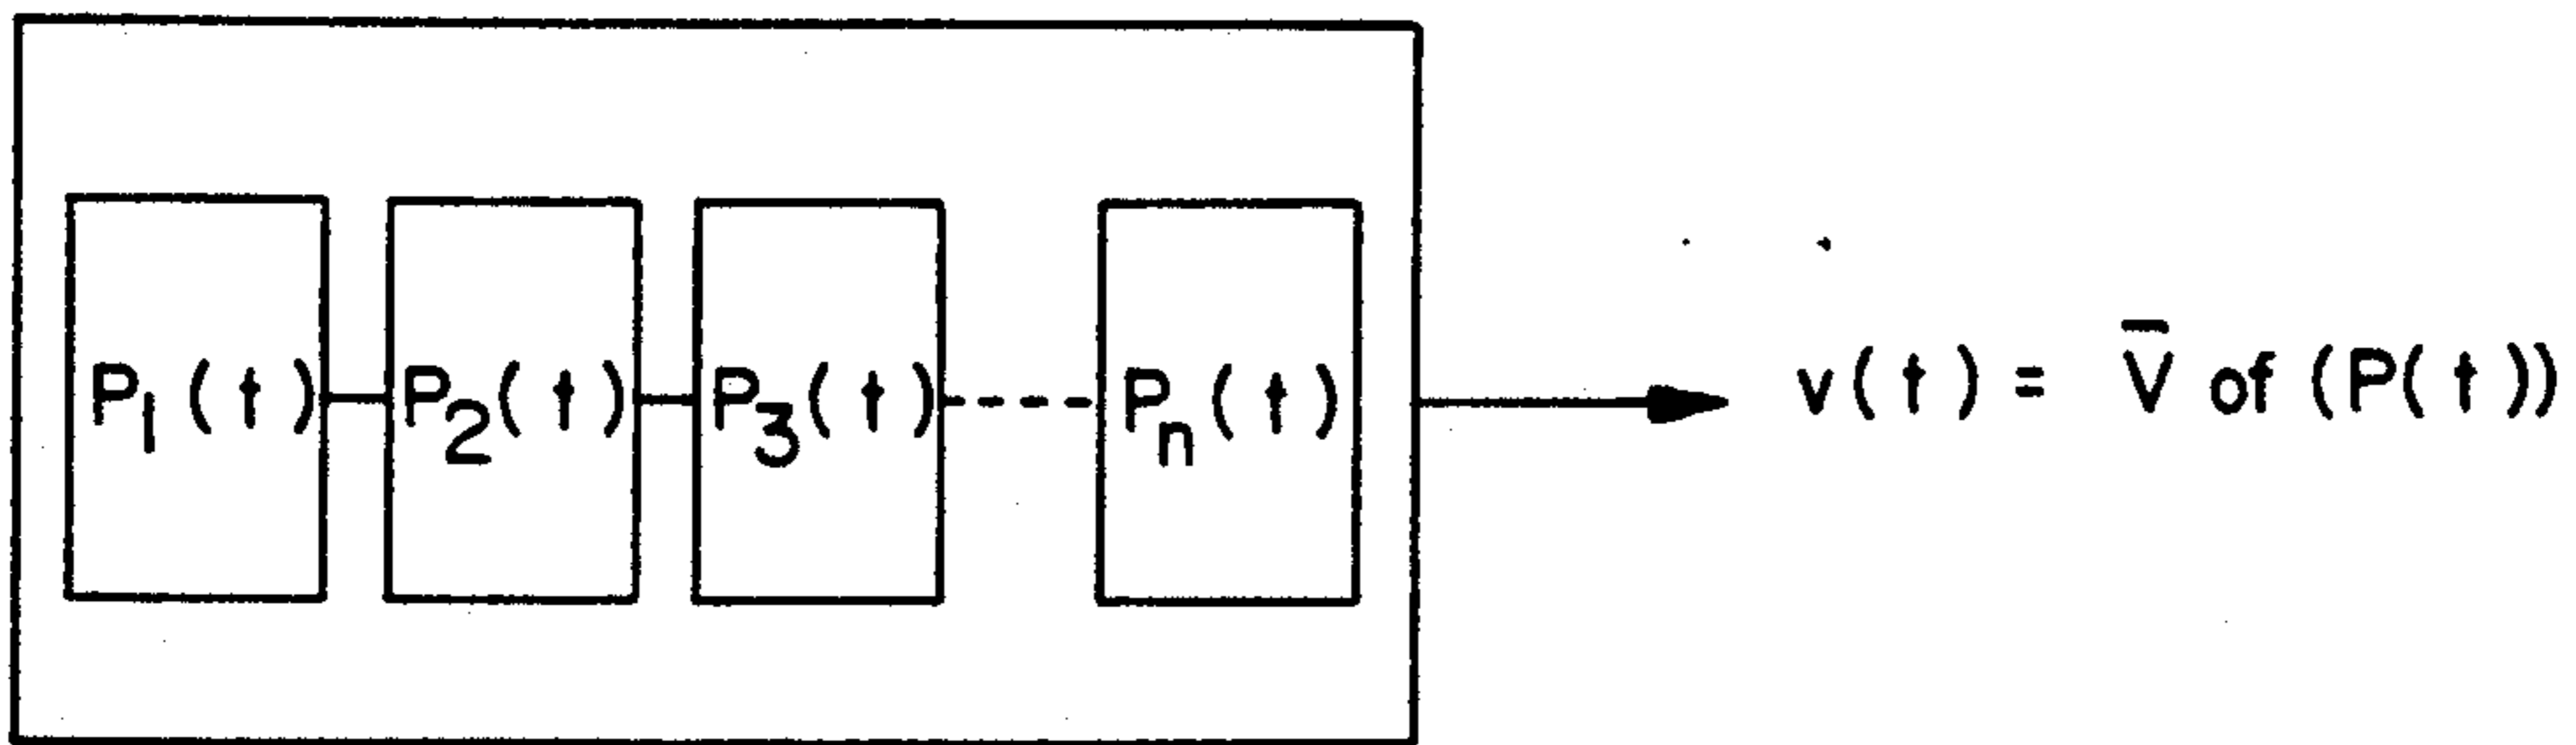 P₁(t) P₂(t) P₃(t) Pₙ(t) v(t) = V̅ of (P(t))